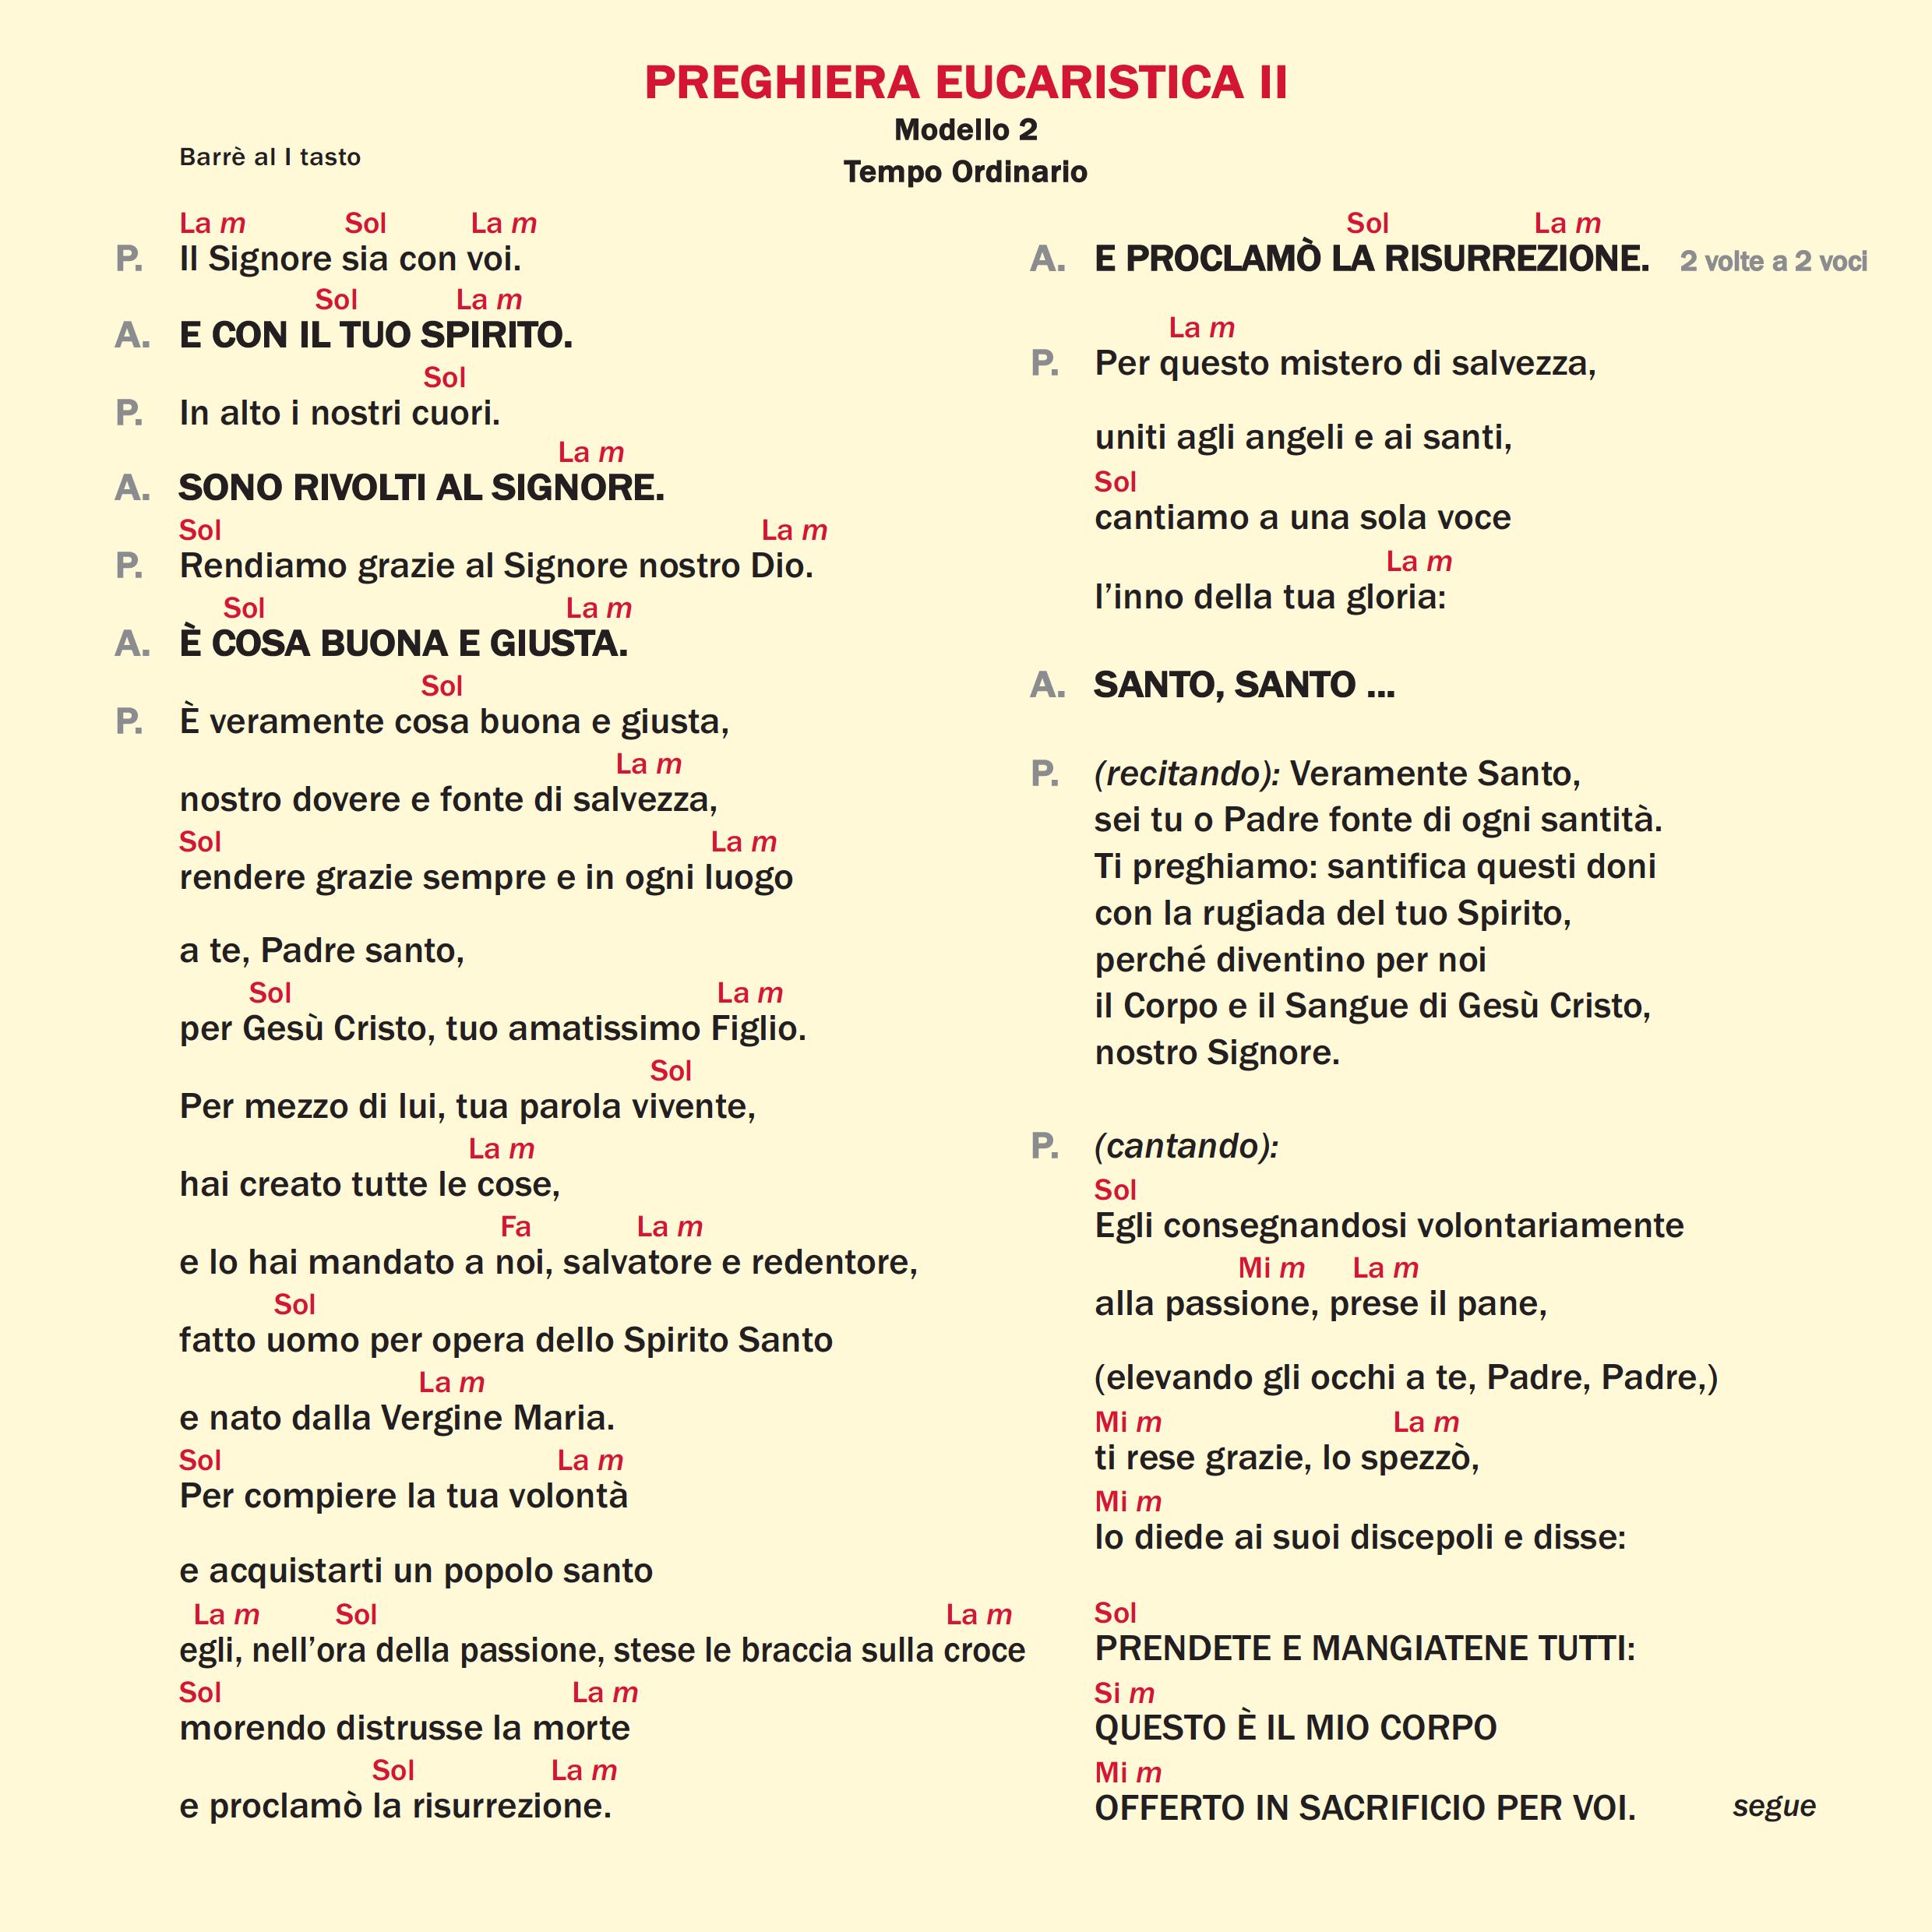 PREGHIERA EUCARISTICA II
Modello 2
Tempo Ordinario
Barrè al I tasto
La m Sol La m
P. Il Signore sia con voi.
Sol La m
A. E CON IL TUO SPIRITO.
Sol
P. In alto i nostri cuori.
La m
A. SONO RIVOLTI AL SIGNORE.
Sol La m
P. Rendiamo grazie al Signore nostro Dio.
Sol La m
A. È COSA BUONA E GIUSTA.
Sol
P. È veramente cosa buona e giusta,
La m
nostro dovere e fonte di salvezza,
Sol La m
rendere grazie sempre e in ogni luogo
a te, Padre santo,
Sol La m
per Gesù Cristo, tuo amatissimo Figlio.
Sol
Per mezzo di lui, tua parola vivente,
La m
hai creato tutte le cose,
Fa La m
e lo hai mandato a noi, salvatore e redentore,
Sol
fatto uomo per opera dello Spirito Santo
La m
e nato dalla Vergine Maria.
Sol La m
Per compiere la tua volontà
e acquistarti un popolo santo
La m Sol La m
egli, nell’ora della passione, stese le braccia sulla croce
Sol La m
morendo distrusse la morte
Sol La m
e proclamò la risurrezione.
Sol La m
A. E PROCLAMÒ LA RISURREZIONE. 2 volte a 2 voci
La m
P. Per questo mistero di salvezza,
uniti agli angeli e ai santi,
Sol
cantiamo a una sola voce
La m
l’inno della tua gloria:
A. SANTO, SANTO ...
P. (recitando): Veramente Santo,
sei tu o Padre fonte di ogni santità.
Ti preghiamo: santifica questi doni
con la rugiada del tuo Spirito,
perché diventino per noi
il Corpo e il Sangue di Gesù Cristo,
nostro Signore.
P. (cantando):
Sol
Egli consegnandosi volontariamente
Mi m La m
alla passione, prese il pane,
(elevando gli occhi a te, Padre, Padre,)
Mi m La m
ti rese grazie, lo spezzò,
Mi m
lo diede ai suoi discepoli e disse:
Sol
PRENDETE E MANGIATENE TUTTI:
Si m
QUESTO È IL MIO CORPO
Mi m
OFFERTO IN SACRIFICIO PER VOI. segue